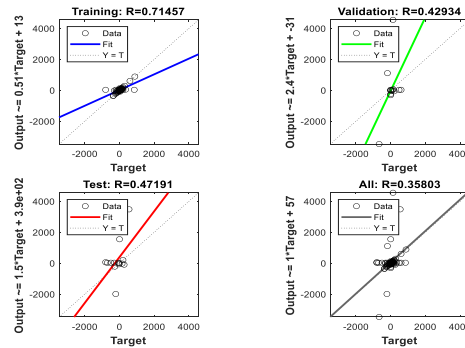 Training: R=0.71457
Output ~= 0.51*Target + 13
Data
Fit
Y = T
2000
0
-2000
-2000 0 2000 4000
Target
Validation: R=0.42934
Output ~= 2.4*Target + -31
Data
Fit
Y = T
4000
2000
0
-2000
-2000 0 2000 4000
Target
Test: R=0.47191
Output ~= 1.5*Target + 3.9e+02
Data
Fit
Y = T
4000
2000
0
-2000
-2000 0 2000 4000
Target
All: R=0.35803
Output ~= 1*Target + 57
Data
Fit
Y = T
4000
2000
0
-2000
-2000 0 2000 4000
Target